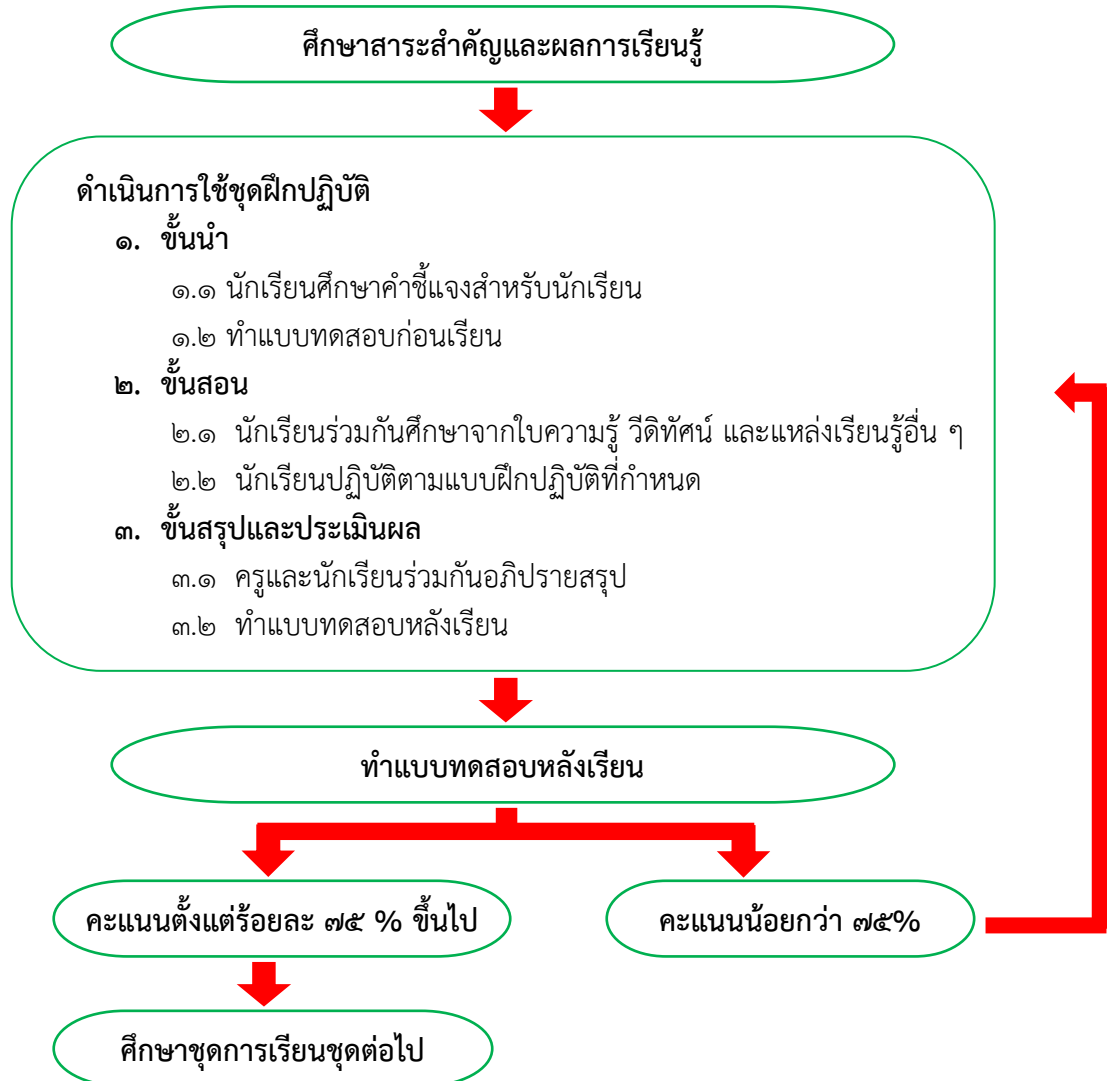 ศึกษาสาระสำคัญและผลการเรียนรู้
ดำเนินการใช้ชุดฝึกปฏิบัติ
๑. ขั้นนำ
๑.๑ นักเรียนศึกษาคำชี้แจงสำหรับนักเรียน
๑.๒ ทำแบบทดสอบก่อนเรียน
๒. ขั้นสอน
๒.๑ นักเรียนร่วมกันศึกษาจากใบความรู้ วีดิทัศน์ และแหล่งเรียนรู้อื่น ๆ
๒.๒ นักเรียนปฏิบัติตามแบบฝึกปฏิบัติที่กำหนด
๓. ขั้นสรุปและประเมินผล
๓.๑ ครูและนักเรียนร่วมกันอภิปรายสรุป
๓.๒ ทำแบบทดสอบหลังเรียน
ทำแบบทดสอบหลังเรียน
คะแนนตั้งแต่ร้อยละ ๗๕ % ขึ้นไป
คะแนนน้อยกว่า ๗๕%
ศึกษาชุดการเรียนชุดต่อไป